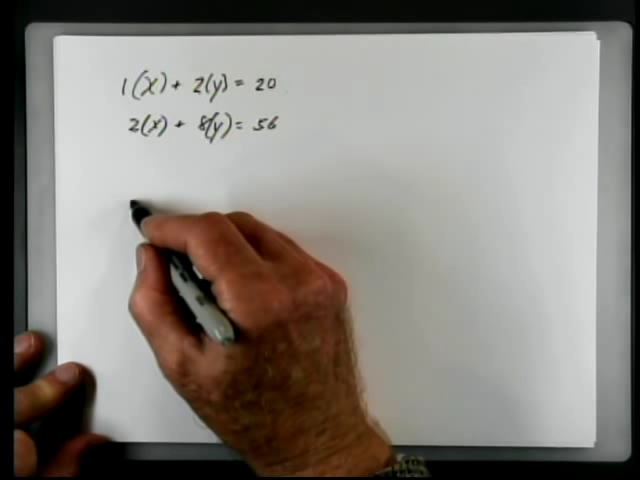 1(x) + 2(y) = 20
2(x) + 8(y) = 56